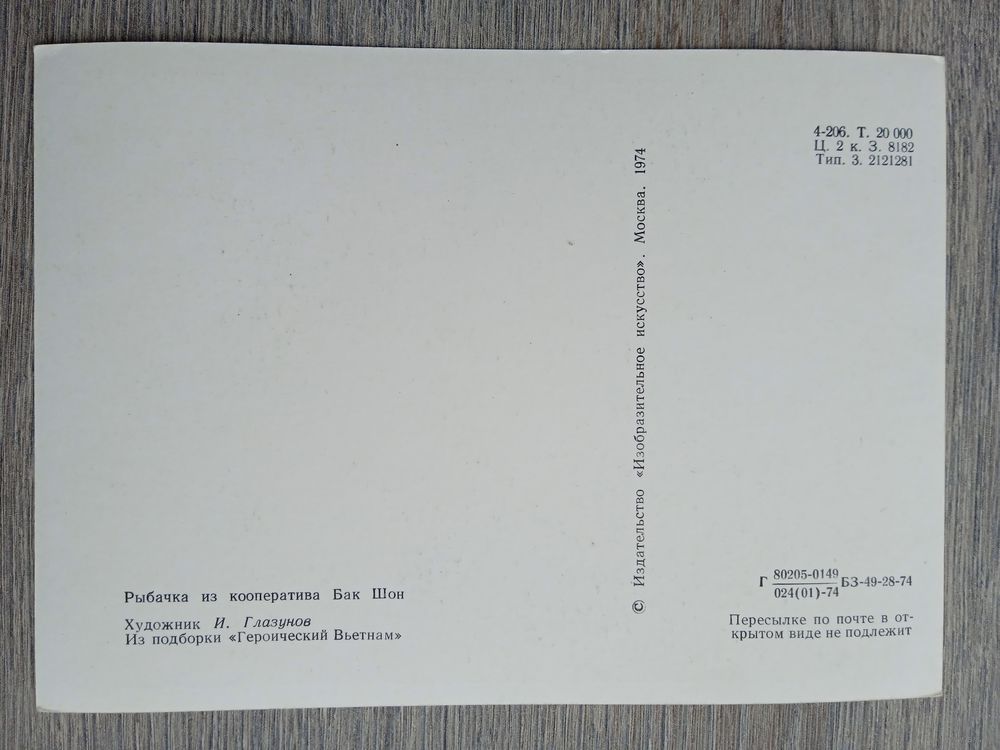 4-206. Т. 20 000
Ц. 2 к. З. 8182
Тип. З. 2121281
© Издательство «Изобразительное искусство». Москва. 1974
Рыбачка из кооператива Бак Шон
Художник И. Глазунов
Из подборки «Героический Вьетнам»
Г 80205-0149 БЗ-49-28-74
024(01)-74
Пересылке по почте в от-
крытом виде не подлежит